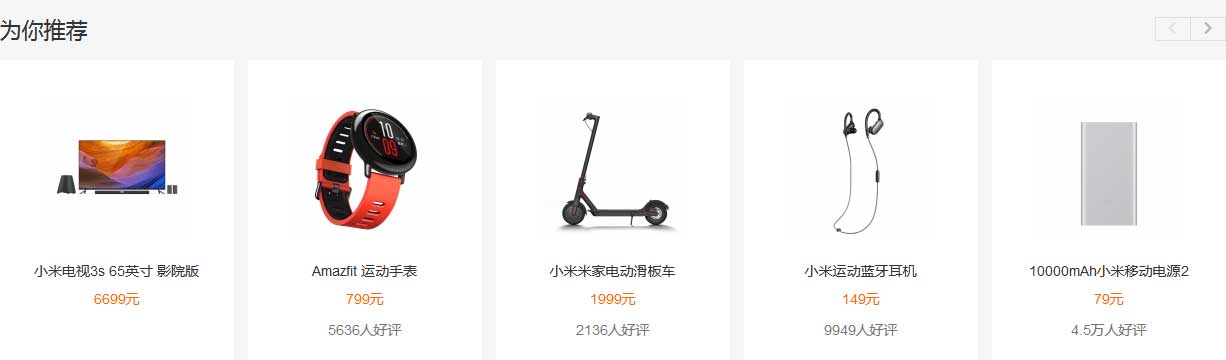 为你推荐
小米电视3s 65英寸 影院版
6699元
10
09
Amazfit 运动手表
799元
5636人好评
小米米家电动滑板车
1999元
2136人好评
小米运动蓝牙耳机
149元
9949人好评
10000mAh小米移动电源2
79元
4.5万人好评